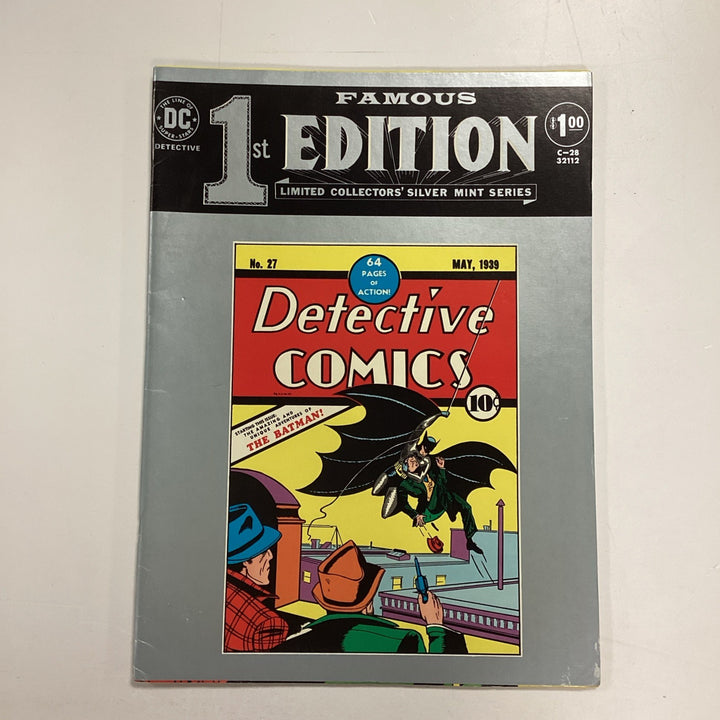 FAMOUS
1st EDITION
LIMITED COLLECTORS' SILVER MINT SERIES
THE LINE OF
DC
SUPER-STARS
DETECTIVE
$1.00
C-28
32112
No. 27
64
PAGES
OF
ACTION!
MAY, 1939
Detective
COMICS
10¢
STARTING THIS ISSUE:
THE AMAZING AND
UNIQUE ADVENTURES OF
THE BATMAN!